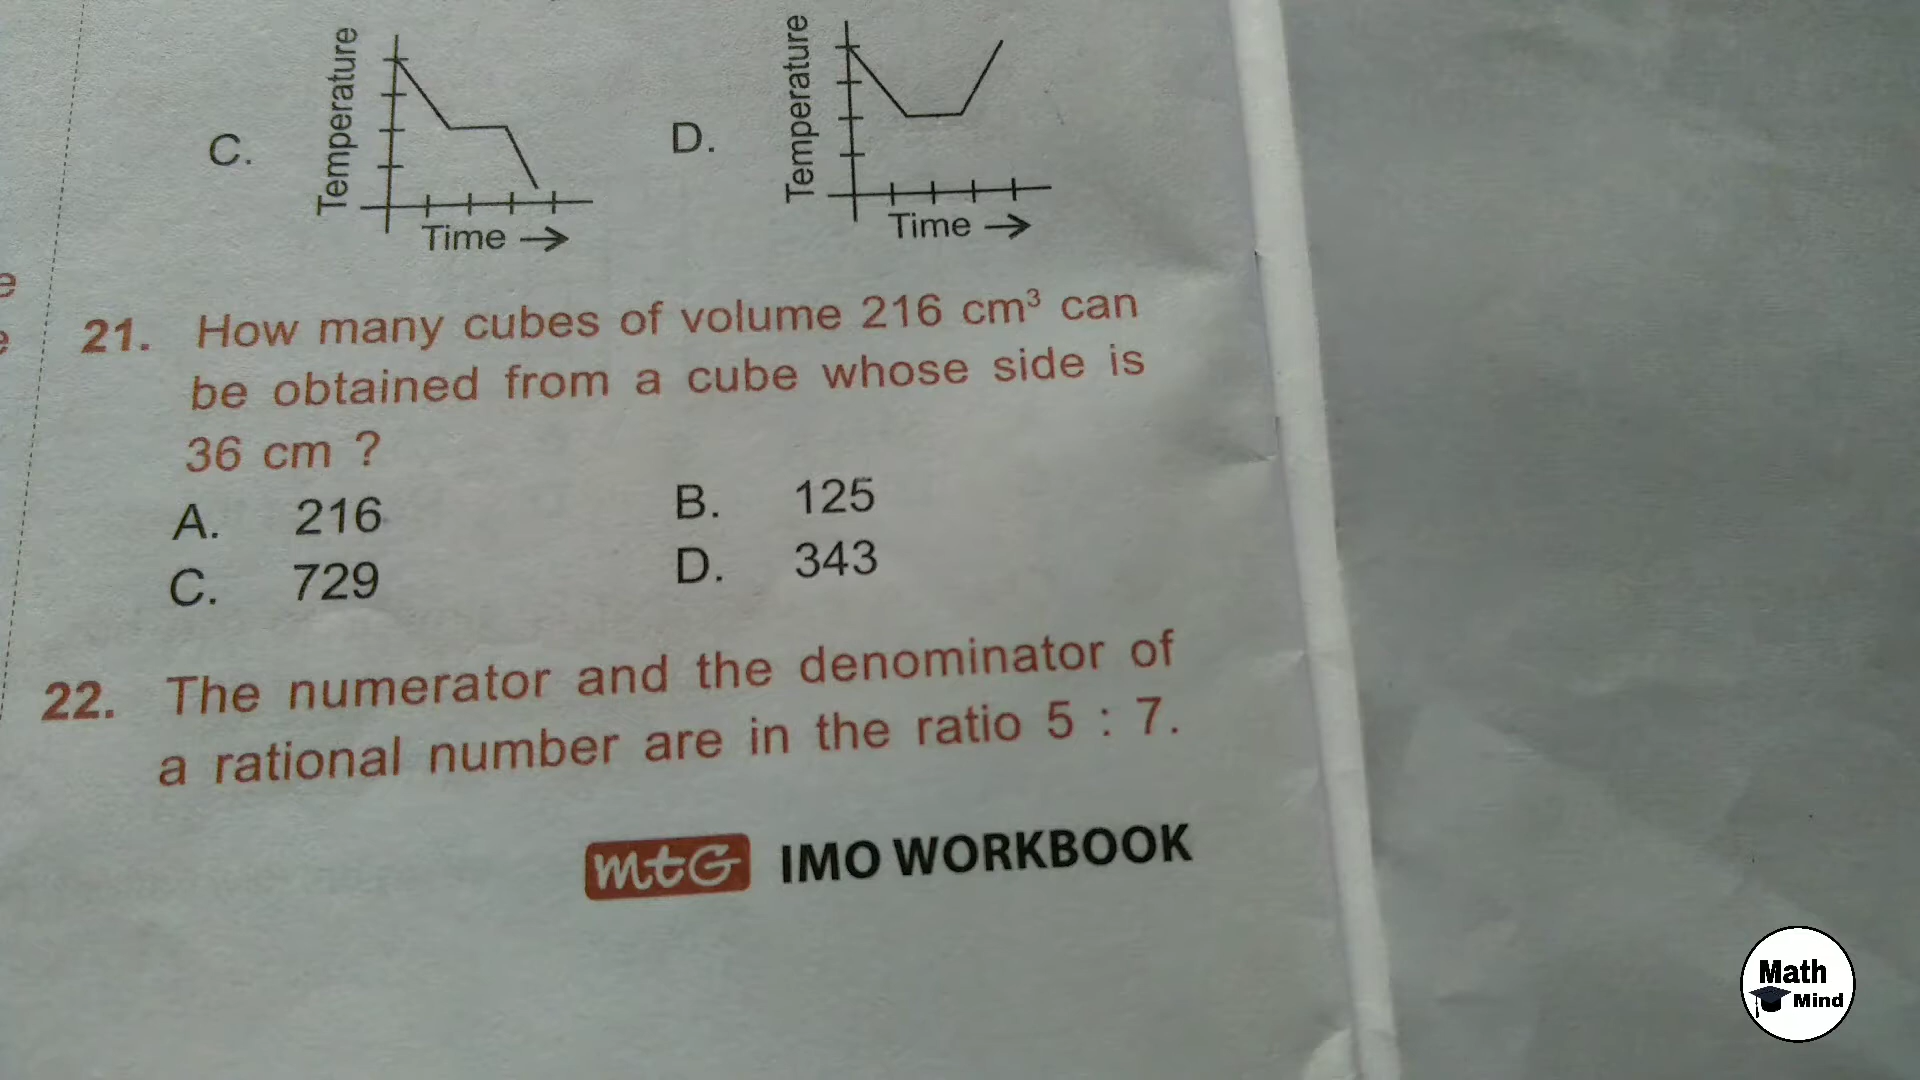 C.
Temperature
Time →
D.
Temperature
Time →
21. How many cubes of volume 216 cm³ can
be obtained from a cube whose side is
36 cm ?
A. 216 B. 125
C. 729 D. 343
22. The numerator and the denominator of
a rational number are in the ratio 5 : 7.
mtG IMO WORKBOOK
Math
Mind